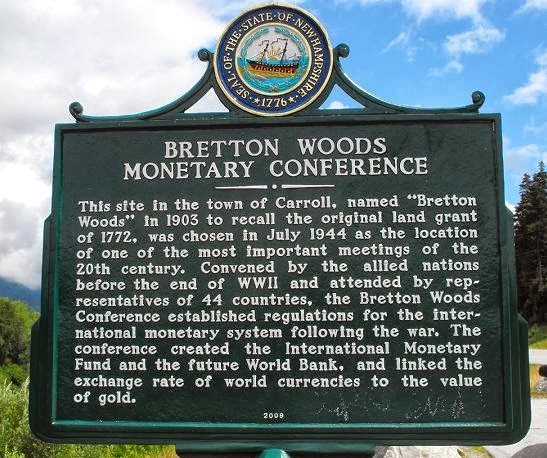 SEAL·OF·THE·STATE·OF·NEW HAMPSHIRE·
★1776★
BRETTON WOODS
MONETARY CONFERENCE
This site in the town of Carroll, named "Bretton
Woods" in 1903 to recall the original land grant
of 1772, was chosen in July 1944 as the location
of one of the most important meetings of the
20th century. Convened by the allied nations
before the end of WWII and attended by rep-
resentatives of 44 countries, the Bretton Woods
Conference established regulations for the inter-
national monetary system following the war. The
conference created the International Monetary
Fund and the future World Bank, and linked the
exchange rate of world currencies to the value
of gold.
2009